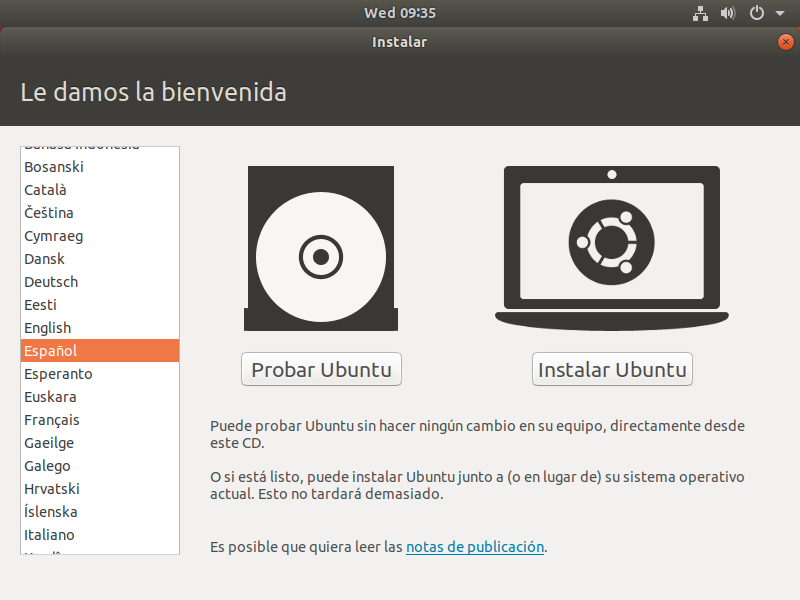 Wed 09:35
Instalar
Le damos la bienvenida
Bahasa Indonesia
Bosanski
Català
Čeština
Cymraeg
Dansk
Deutsch
Eesti
English
Español
Esperanto
Euskara
Français
Gaeilge
Galego
Hrvatski
Íslenska
Italiano
Probar Ubuntu
Instalar Ubuntu
Puede probar Ubuntu sin hacer ningún cambio en su equipo, directamente desde
este CD.
O si está listo, puede instalar Ubuntu junto a (o en lugar de) su sistema operativo
actual. Esto no tardará demasiado.
Es posible que quiera leer las notas de publicación.